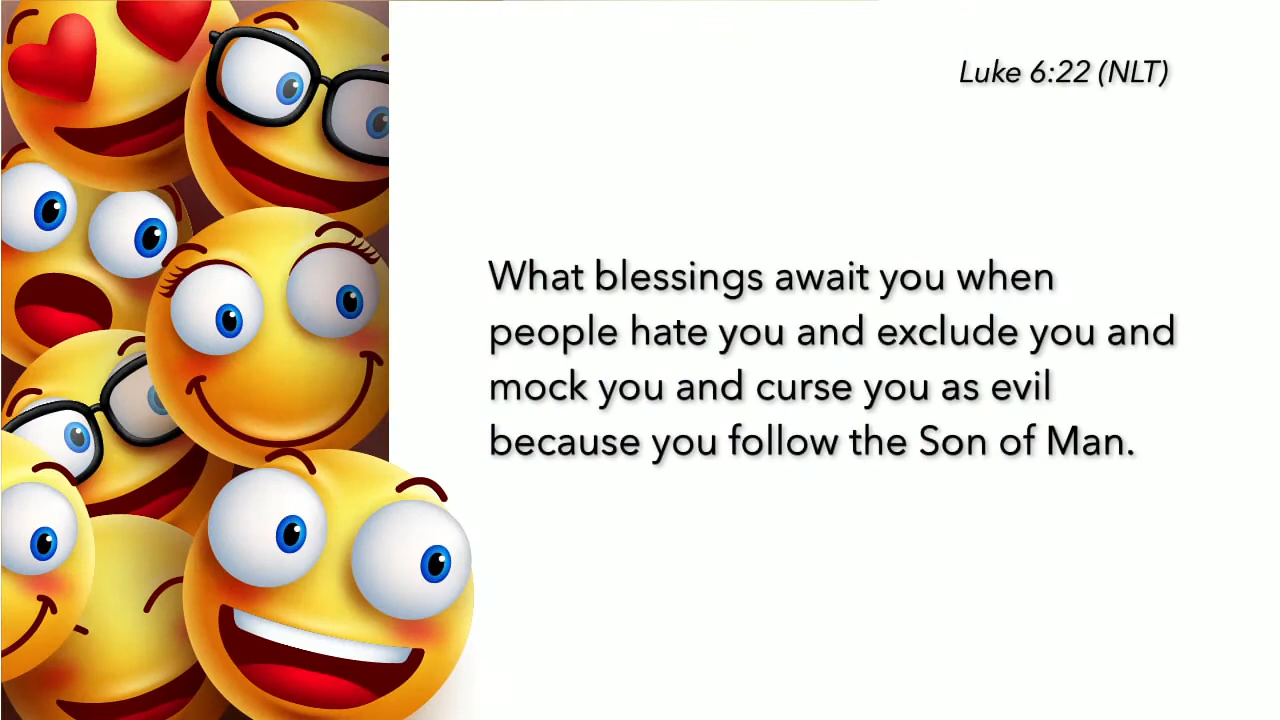 Luke 6:22 (NLT)
What blessings await you when
people hate you and exclude you and
mock you and curse you as evil
because you follow the Son of Man.